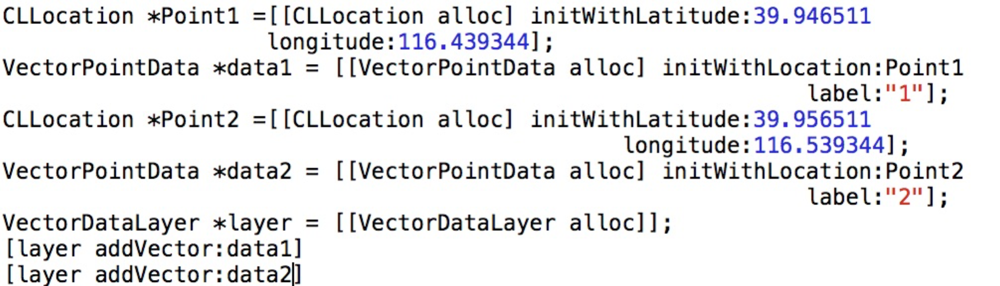 CLLocation *Point1 =[[CLLocation alloc] initWithLatitude:39.946511
longitude:116.439344];
VectorPointData *data1 = [[VectorPointData alloc] initWithLocation:Point1
label:"1"];
CLLocation *Point2 =[[CLLocation alloc] initWithLatitude:39.956511
longitude:116.539344];
VectorPointData *data2 = [[VectorPointData alloc] initWithLocation:Point2
label:"2"];
VectorDataLayer *layer = [[VectorDataLayer alloc]];
[layer addVector:data1]
[layer addVector:data2]